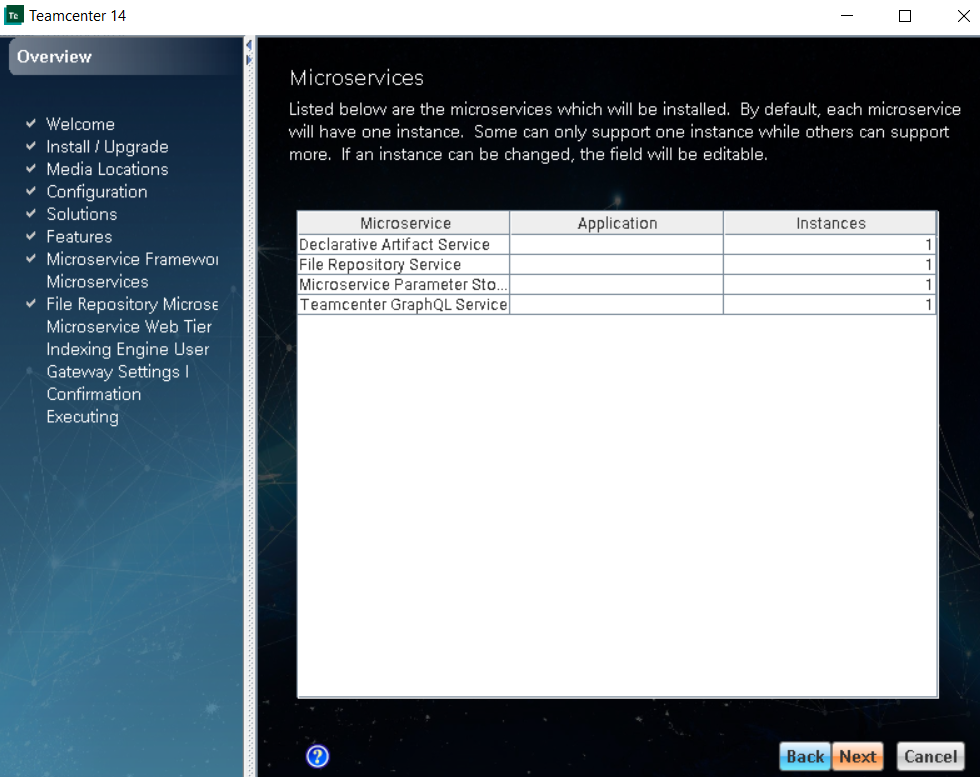 Tc Teamcenter 14
Overview
Welcome
Install / Upgrade
Media Locations
Configuration
Solutions
Features
Microservice Framewor
Microservices
File Repository Microse
Microservice Web Tier
Indexing Engine User
Gateway Settings I
Confirmation
Executing
Microservices
Listed below are the microservices which will be installed. By default, each microservice
will have one instance. Some can only support one instance while others can support
more. If an instance can be changed, the field will be editable.
Microservice Application Instances
Declarative Artifact Service 1
File Repository Service 1
Microservice Parameter Sto... 1
Teamcenter GraphQL Service 1
? Back Next Cancel